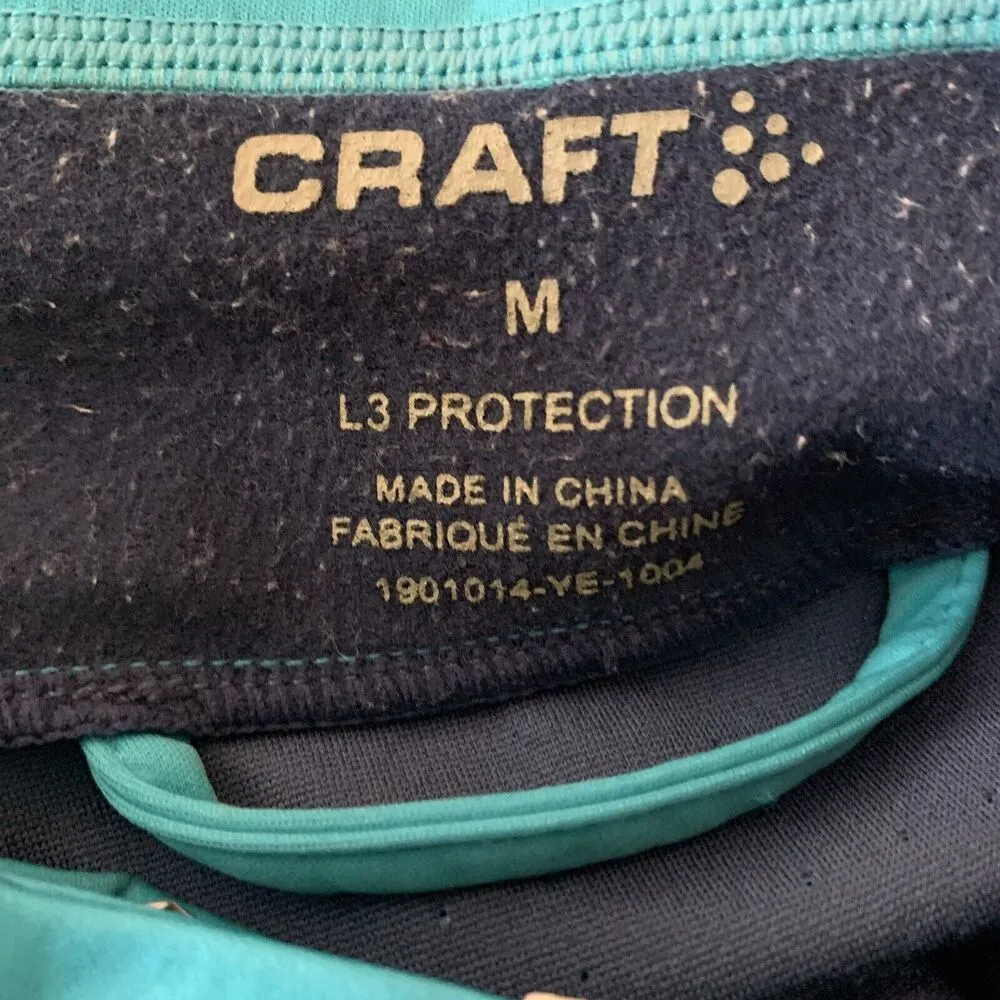 CRAFT
M
L3 PROTECTION
MADE IN CHINA
FABRIQUÉ EN CHINE
1901014-YE-1004